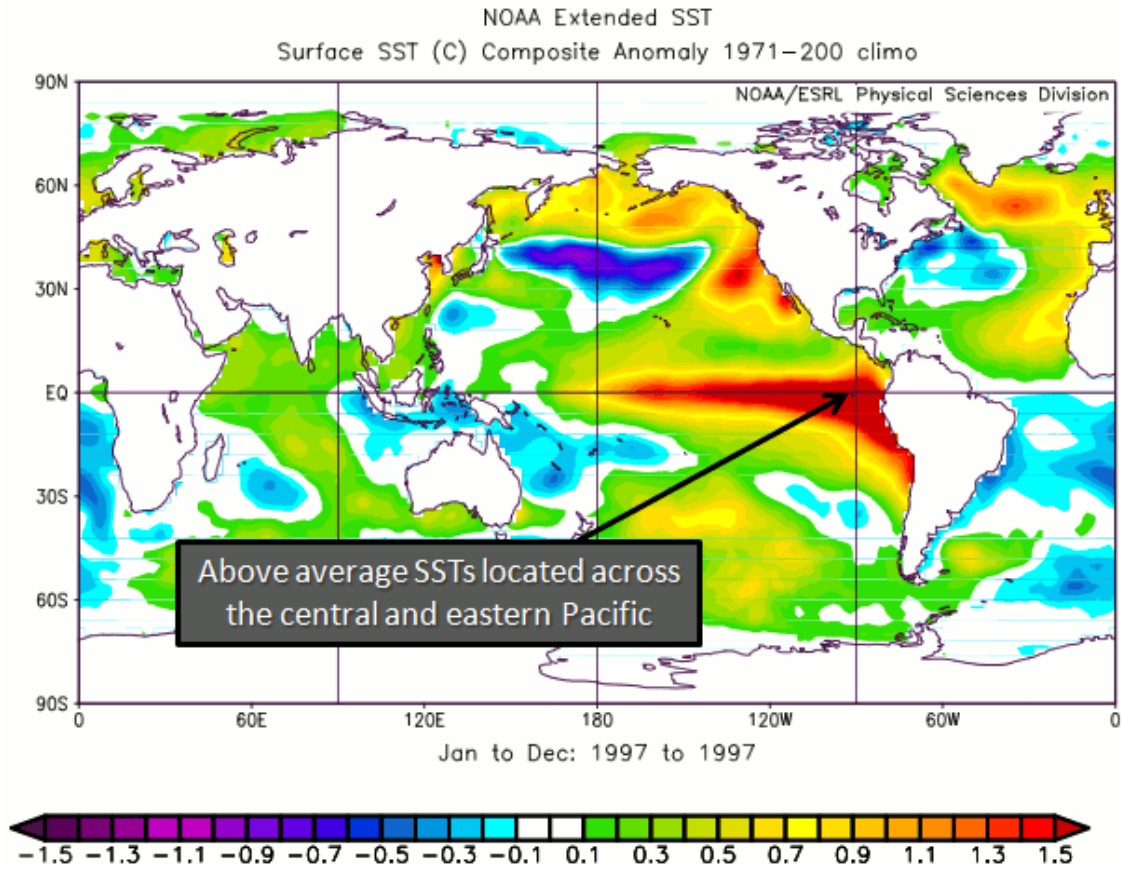 NOAA Extended SST
Surface SST (C) Composite Anomaly 1971-200 climo
90N
NOAA/ESRL Physical Sciences Division
60N
30N
EQ
30S
Above average SSTs located across
the central and eastern Pacific
60S
90S
0 60E 120E 180 120W 60W 0
Jan to Dec: 1997 to 1997
-1.5 -1.3 -1.1 -0.9 -0.7 -0.5 -0.3 -0.1 0.1 0.3 0.5 0.7 0.9 1.1 1.3 1.5